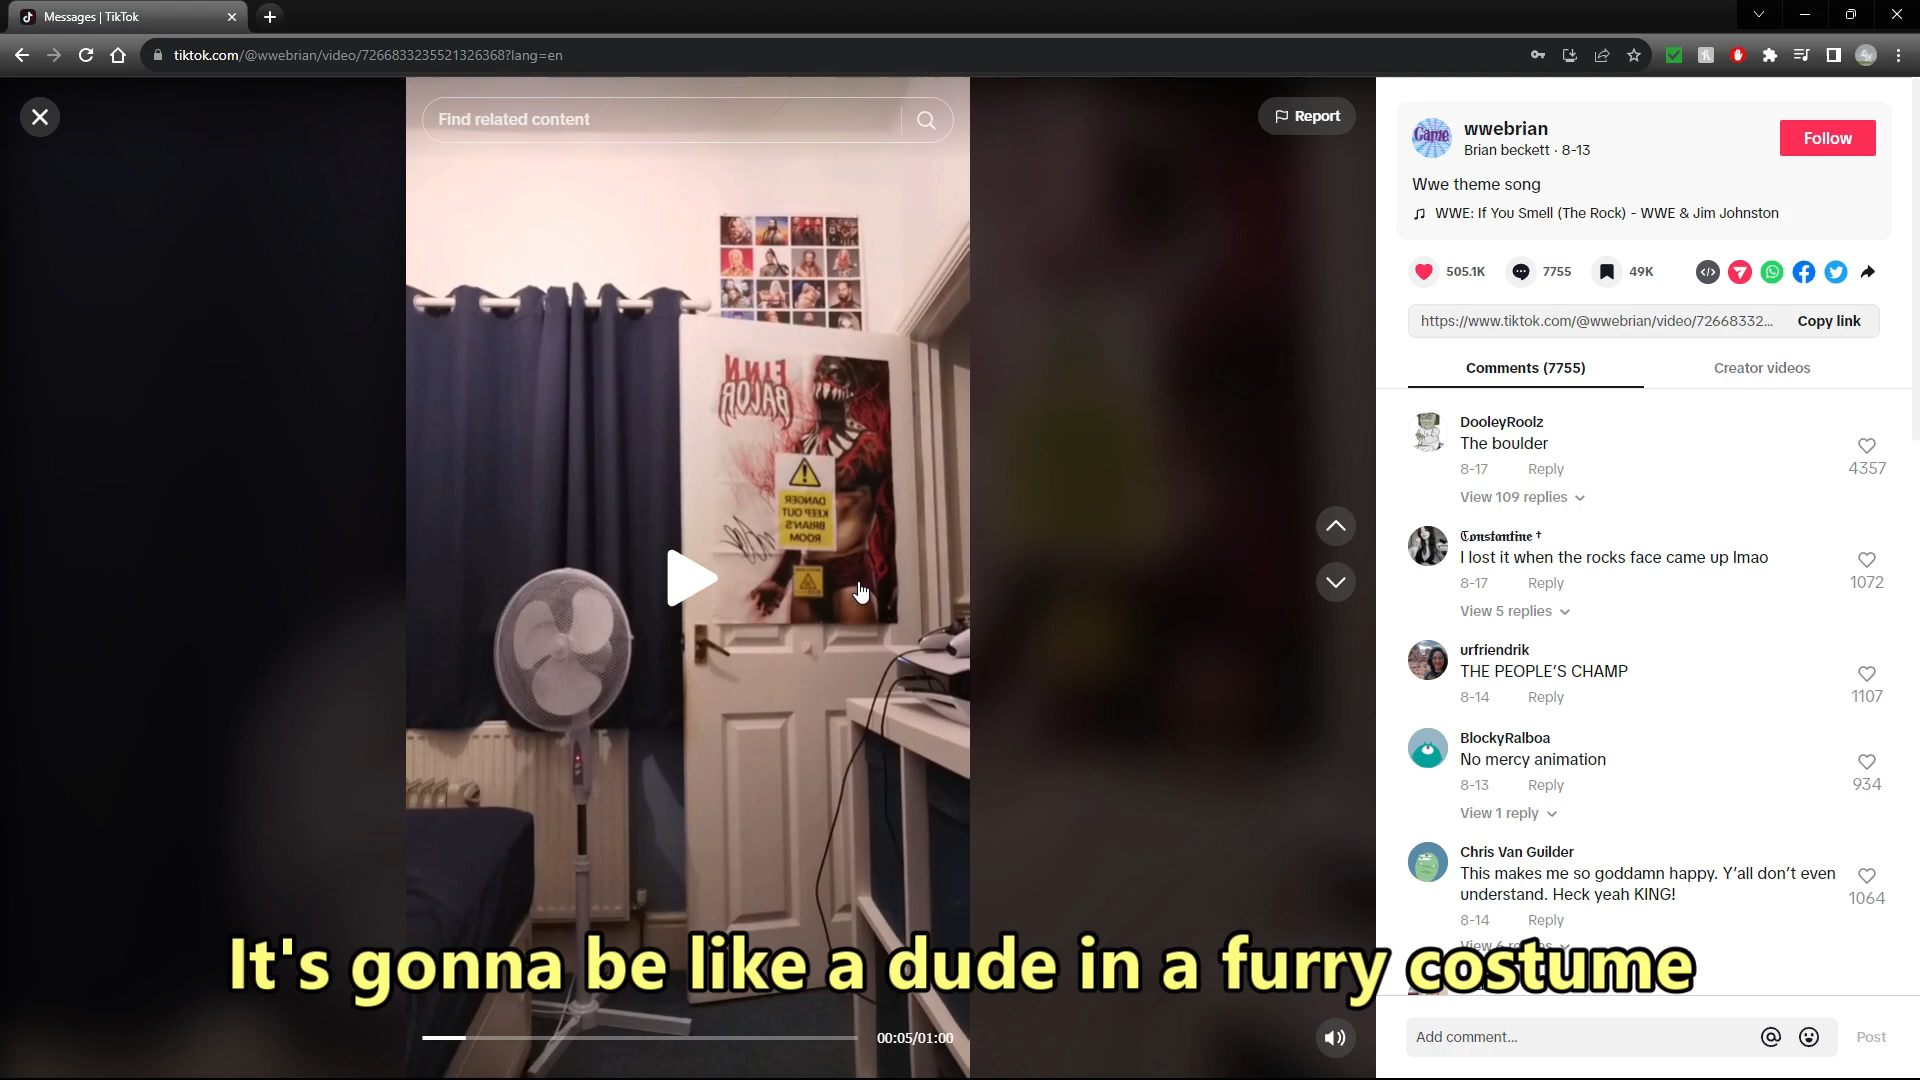 Messages | TikTok
tiktok.com/@wwebrian/video/7266833235521326368?lang=en
Find related content
Report
FINN
BALOR
DANGER
KEEP OUT
BRIAN'S
ROOM
00:05/01:00
Game
wwebrian
Brian beckett · 8-13
Follow
Wwe theme song
WWE: If You Smell (The Rock) - WWE & Jim Johnston
505.1K
7755
49K
https://www.tiktok.com/@wwebrian/video/72668332...
Copy link
Comments (7755)
Creator videos
DooleyRoolz
The boulder
8-17 Reply
4357
View 109 replies
Constantine †
I lost it when the rocks face came up lmao
8-17 Reply
1072
View 5 replies
urfriendrik
THE PEOPLE'S CHAMP
8-14 Reply
1107
BlockyRalboa
No mercy animation
8-13 Reply
934
View 1 reply
Chris Van Guilder
This makes me so goddamn happy. Y'all don't even
understand. Heck yeah KING!
8-14 Reply
1064
View 6 replies
It's gonna be like a dude in a furry costume
Add comment...
Post